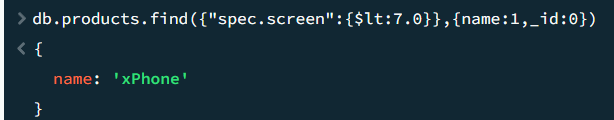 > db.products.find({"spec.screen":{$lt:7.0}},{name:1,_id:0})
< {
name: 'xPhone'
}